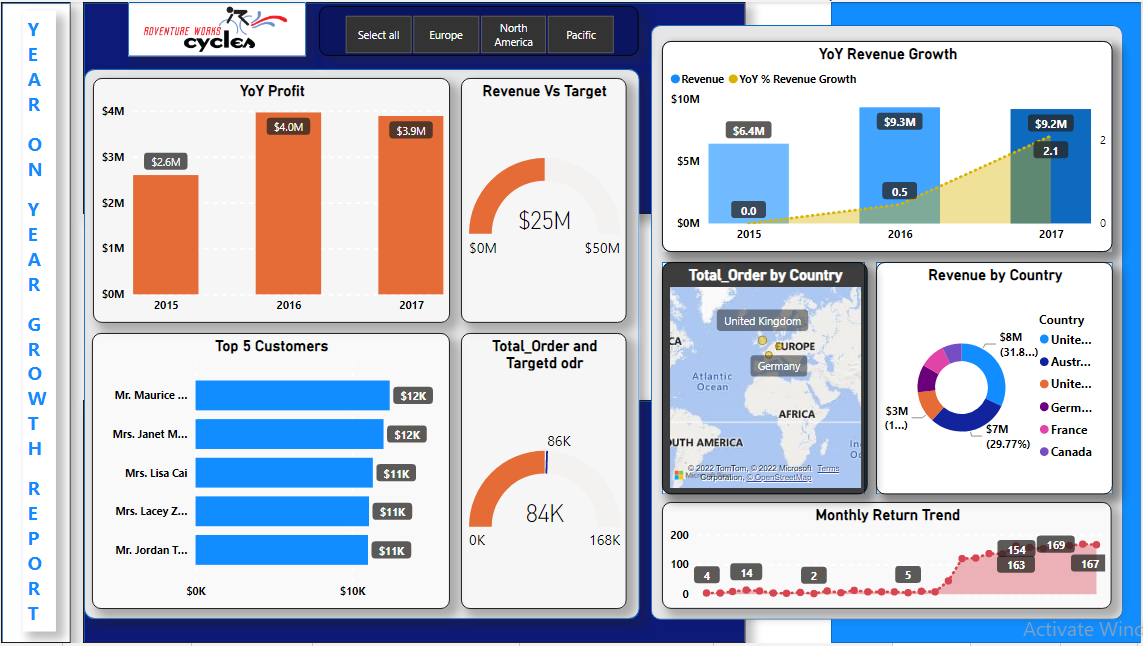 YEAR ON YEAR GROWTH REPORT
ADVENTURE WORKS
cycles
Select all
Europe
North
America
Pacific
YoY Profit
$4M
$3M
$2M
$1M
$0M
$2.6M
$4.0M
$3.9M
2015
2016
2017
Revenue Vs Target
$25M
$0M
$50M
Top 5 Customers
Mr. Maurice ...
$12K
Mrs. Janet M...
$12K
Mrs. Lisa Cai
$11K
Mrs. Lacey Z...
$11K
Mr. Jordan T...
$11K
$0K
$10K
Total_Order and
Targetd odr
86K
84K
0K
168K
YoY Revenue Growth
Revenue
YoY % Revenue Growth
$10M
$5M
$0M
$6.4M
$9.3M
$9.2M
0.0
0.5
2.1
2
0
2015
2016
2017
Total_Order by Country
United Kingdom
CA
EUROPE
Germany
Atlantic
Ocean
AFRICA
UTH AMERICA
In
Oc
© 2022 TomTom, © 2022 Microsoft Terms
Corporation, © OpenStreetMap
Revenue by Country
$8M
(31.8...)
$7M
(29.77%)
$3M
(1...)
Country
Unite...
Austr...
Unite...
Germ...
France
Canada
Monthly Return Trend
200
100
0
4
14
2
5
154
163
169
167
Activate Wind